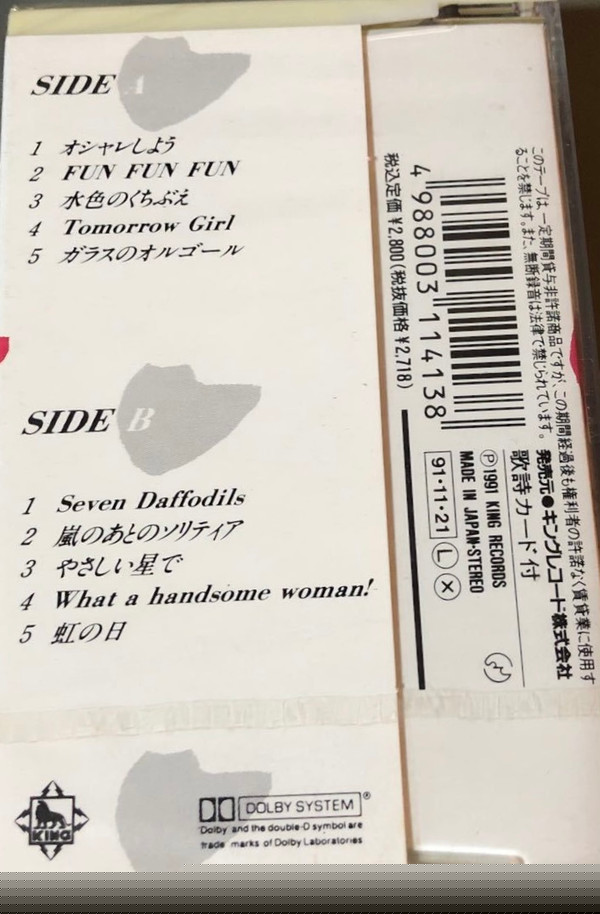 SIDE A
1 オシャレしよう
2 FUN FUN FUN
3 水色のくちぶえ
4 Tomorrow Girl
5 ガラスのオルゴール
SIDE B
1 Seven Daffodils
2 嵐のあとのソリティア
3 やさしい星で
4 What a handsome woman!
5 虹の日
KING
DOLBY SYSTEM®
Dolby and the double-D symbol are
trade marks of Dolby Laboratories
このテープは、一定期間貸与非許諾商品ですが、この期間経過後も権利者の許諾なく賃貸業に使用す
ることを禁じます。また、無断録音は法律で禁じられています。
発売元●キングレコード株式会社
歌詩カード付
4 988003 114138
税込定価¥2,800(税抜価格¥2,718)
Ⓟ1991 KING RECORDS
MADE IN JAPAN・STEREO
91・11・21 Ⓛ Ⓧ